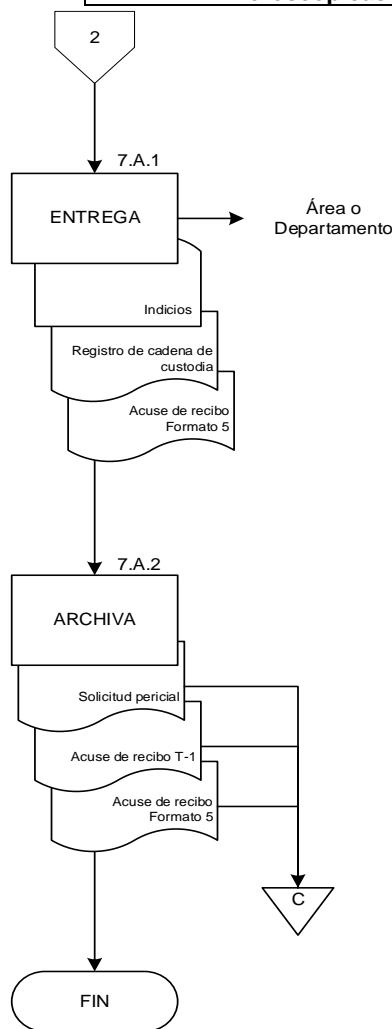 2
7.A.1
ENTREGA
Área o
Departamento
Indicios
Registro de cadena de
custodia
Acuse de recibo
Formato 5
7.A.2
ARCHIVA
Solicitud pericial
Acuse de recibo T-1
Acuse de recibo
Formato 5
C
FIN